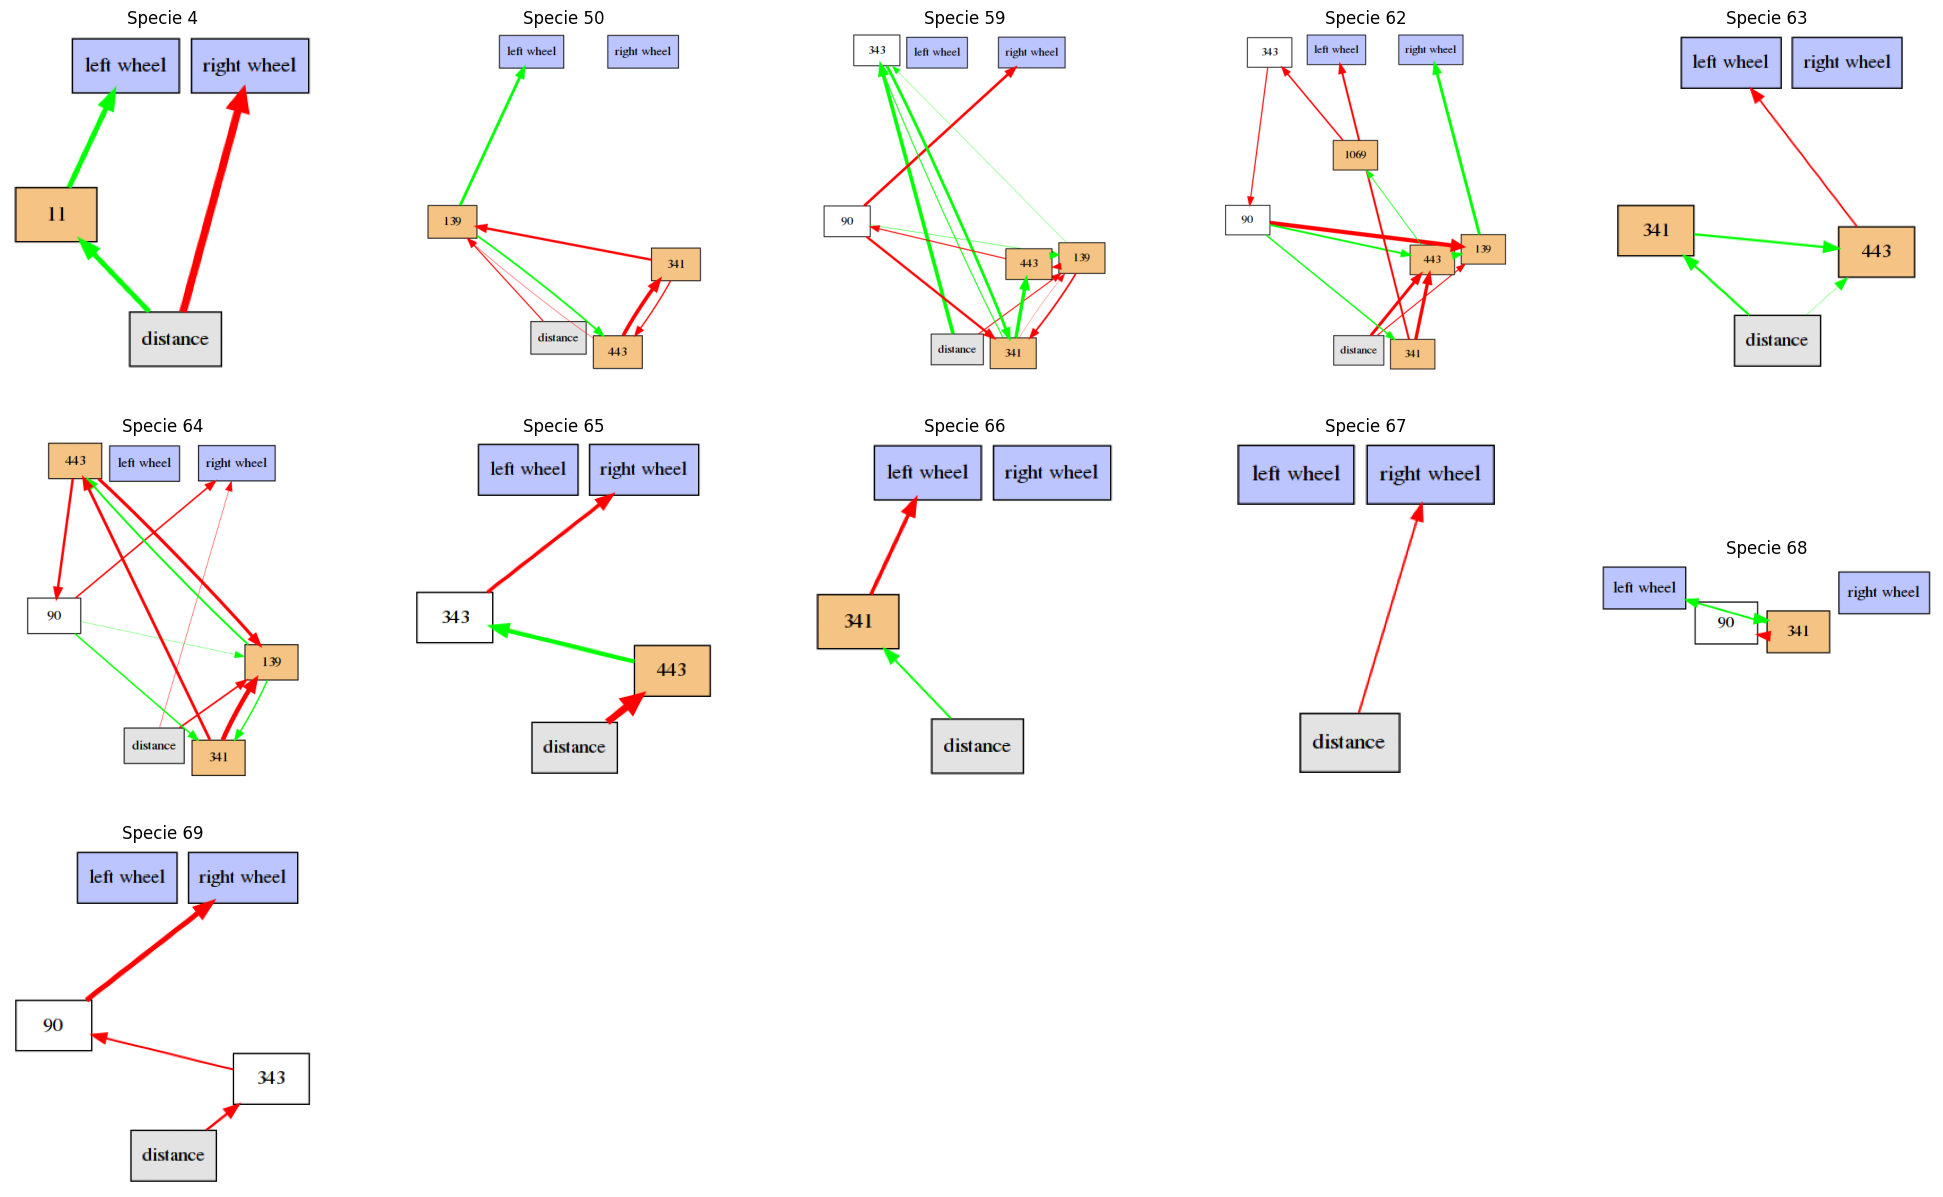 Specie 4
left wheel
right wheel
11
distance
Specie 50
left wheel
right wheel
139
341
distance
443
Specie 59
343
left wheel
right wheel
90
443
139
distance
341
Specie 62
343
left wheel
right wheel
1069
90
443
139
distance
341
Specie 63
left wheel
right wheel
341
443
distance
Specie 64
443
left wheel
right wheel
90
139
distance
341
Specie 65
left wheel
right wheel
343
443
distance
Specie 66
left wheel
right wheel
341
distance
Specie 67
left wheel
right wheel
distance
Specie 68
left wheel
right wheel
90
341
Specie 69
left wheel
right wheel
90
343
distance